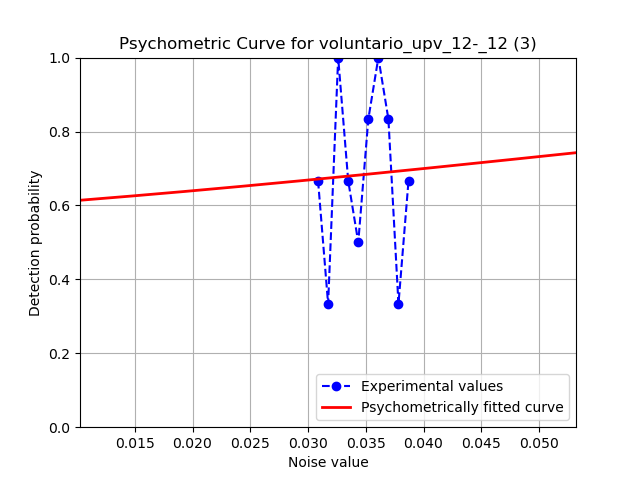 Psychometric Curve for voluntario_upv_12-_12 (3)
1.0
0.8
0.6
0.4
0.2
0.0
Detection probability
Experimental values
Psychometrically fitted curve
0.015 0.020 0.025 0.030 0.035 0.040 0.045 0.050
Noise value